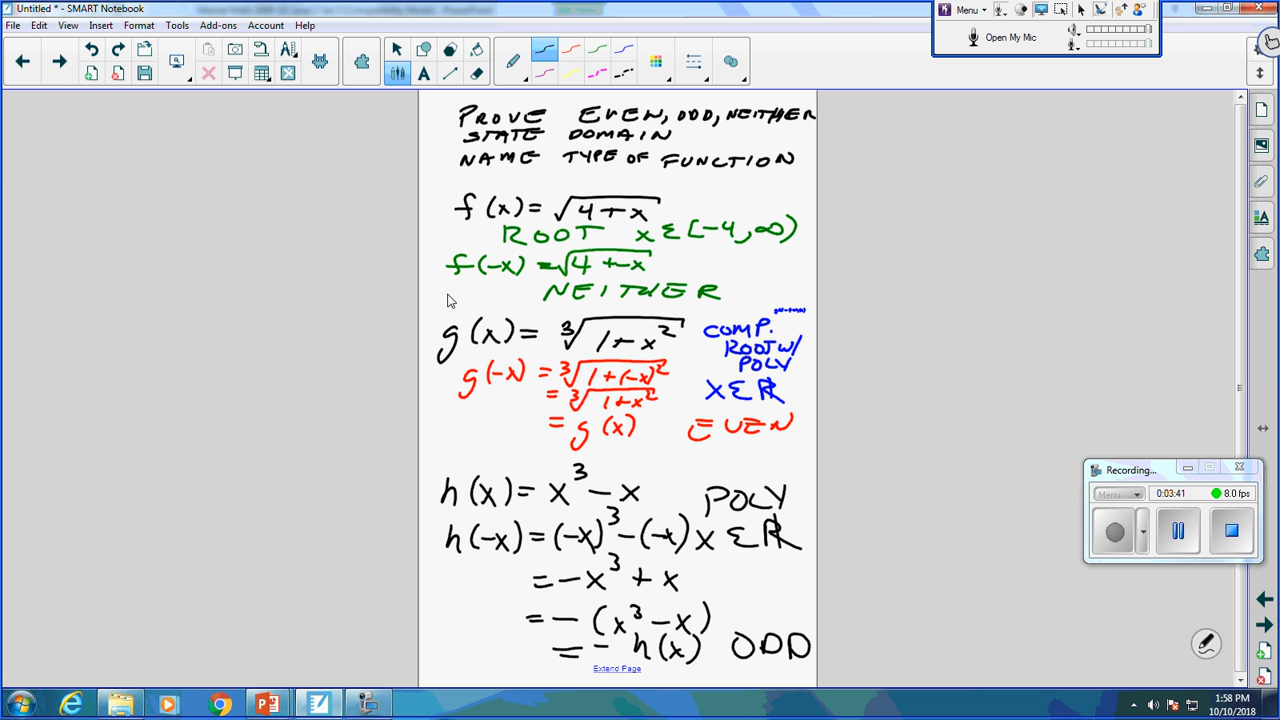 Untitled * - SMART Notebook
File Edit View Insert Format Tools Add-ons Account
Menu
Open My Mic
PROVE EVEN, ODD, NEITHER
STATE DOMAIN
NAME TYPE OF FUNCTION
f(x) = √4+x
ROOT x ε [-4, ∞)
f(-x) = √4+-x
NEITHER
g(x) = ³√1+x²
COMP.
ROOT W/
POLY
g(-x) = ³√1+(-x)²
= ³√1+x²
x ε ℝ
= g(x) EVEN
h(x) = x³ - x POLY
h(-x) = (-x)³ - (-x) x ε ℝ
= -x³ + x
= - (x³ - x)
= - h(x) ODD
Extend Page
Recording...
Menu 0:03:41 8.0 fps
1:58 PM
10/10/2018